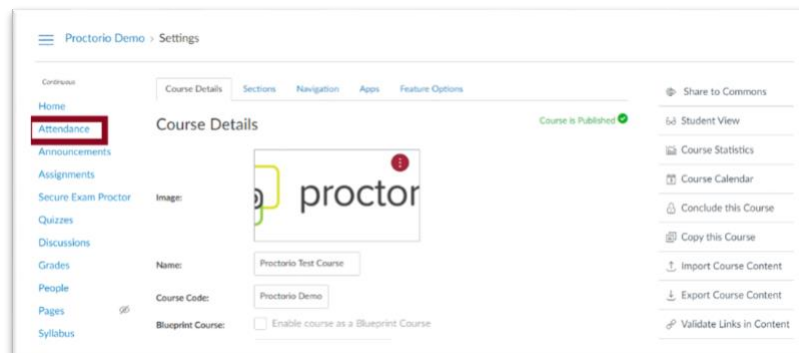 Proctorio Demo > Settings
Continuous
Home
Attendance
Announcements
Assignments
Secure Exam Proctor
Quizzes
Discussions
Grades
People
Pages
Syllabus
Course Details Sections Navigation Apps Feature Options
Course Details
Course is Published
Image:
proctor
Name: Proctorio Test Course
Course Code: Proctorio Demo
Blueprint Course: Enable course as a Blueprint Course
Share to Commons
Student View
Course Statistics
Course Calendar
Conclude this Course
Copy this Course
Import Course Content
Export Course Content
Validate Links in Content